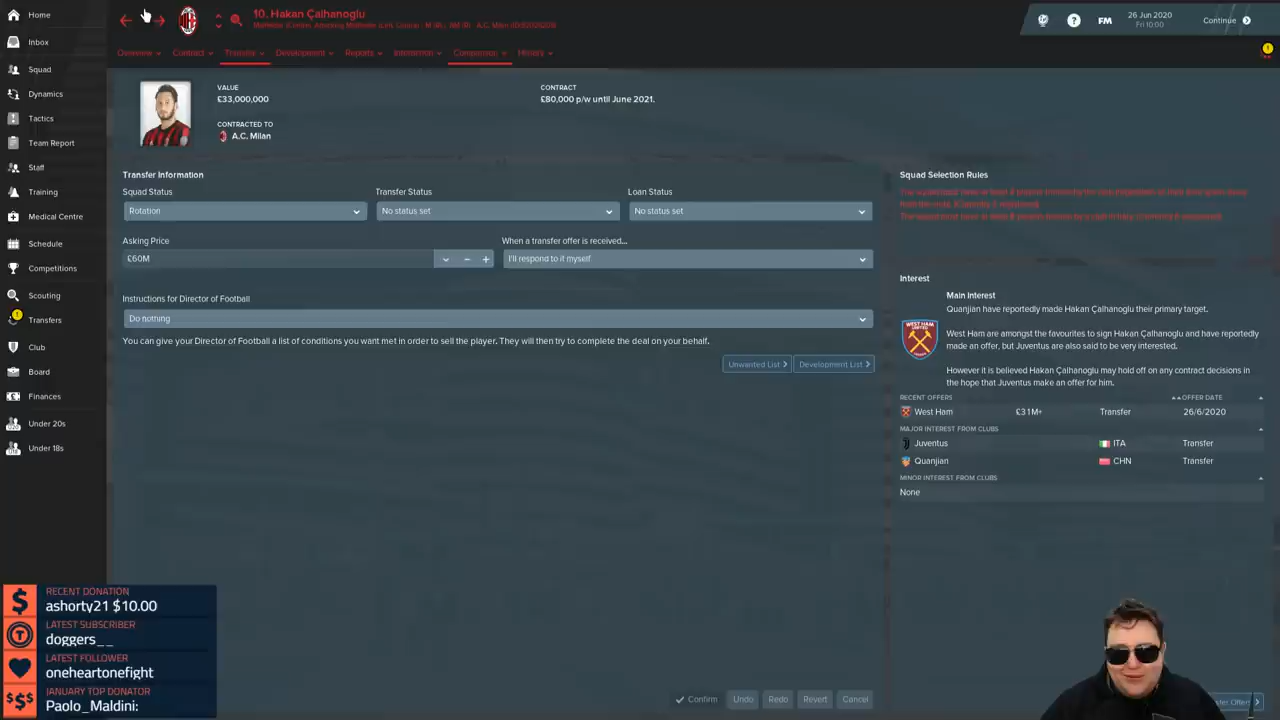 Home
10. Hakan Çalhanoglu
26 Jun 2020
Fri 10:00
Continue
FM
Inbox
Squad
Dynamics
Tactics
Team Report
Staff
Training
Medical Centre
Schedule
Competitions
Scouting
Transfers
Club
Board
Finances
Under 20s
Under 18s
Overview
Contract
Transfer
Development
Reports
Information
Comparison
History
VALUE
£33,000,000
CONTRACTED TO
A.C. Milan
CONTRACT
£80,000 p/w until June 2021.
Transfer Information
Squad Status
Transfer Status
Loan Status
Rotation
No status set
No status set
Asking Price
When a transfer offer is received...
£60M
I'll respond to it myself
Instructions for Director of Football
Do nothing
You can give your Director of Football a list of conditions you want met in order to sell the player. They will then try to complete the deal on your behalf.
Unwanted List
Development List
Squad Selection Rules
Interest
Main Interest
Quanjian have reportedly made Hakan Çalhanoglu their primary target.
West Ham are amongst the favourites to sign Hakan Çalhanoglu and have reportedly
made an offer, but Juventus are also said to be very interested.
However it is believed Hakan Çalhanoglu may hold off on any contract decisions in
the hope that Juventus make an offer for him.
RECENT OFFERS
OFFER DATE
West Ham £31M+ Transfer 26/6/2020
MAJOR INTEREST FROM CLUBS
Juventus ITA Transfer
Quanjian CHN Transfer
MINOR INTEREST FROM CLUBS
None
Confirm
Undo
Redo
Revert
Cancel
RECENT DONATION
ashorty21 $10.00
LATEST SUBSCRIBER
doggers__
LATEST FOLLOWER
oneheartonefight
JANUARY TOP DONATOR
Paolo_Maldini: